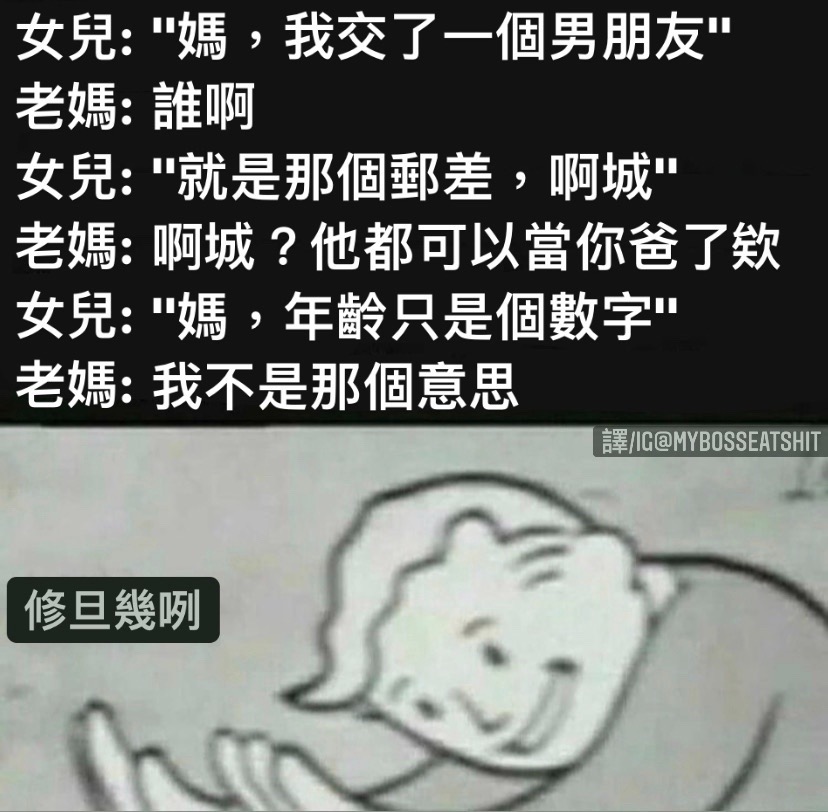 女兒: "媽，我交了一個男朋友"
老媽: 誰啊
女兒: "就是那個郵差，啊城"
老媽: 啊城？他都可以當你爸了欸
女兒: "媽，年齡只是個數字"
老媽: 我不是那個意思
譯/IG@MYBOSSEATSHIT
修旦幾咧